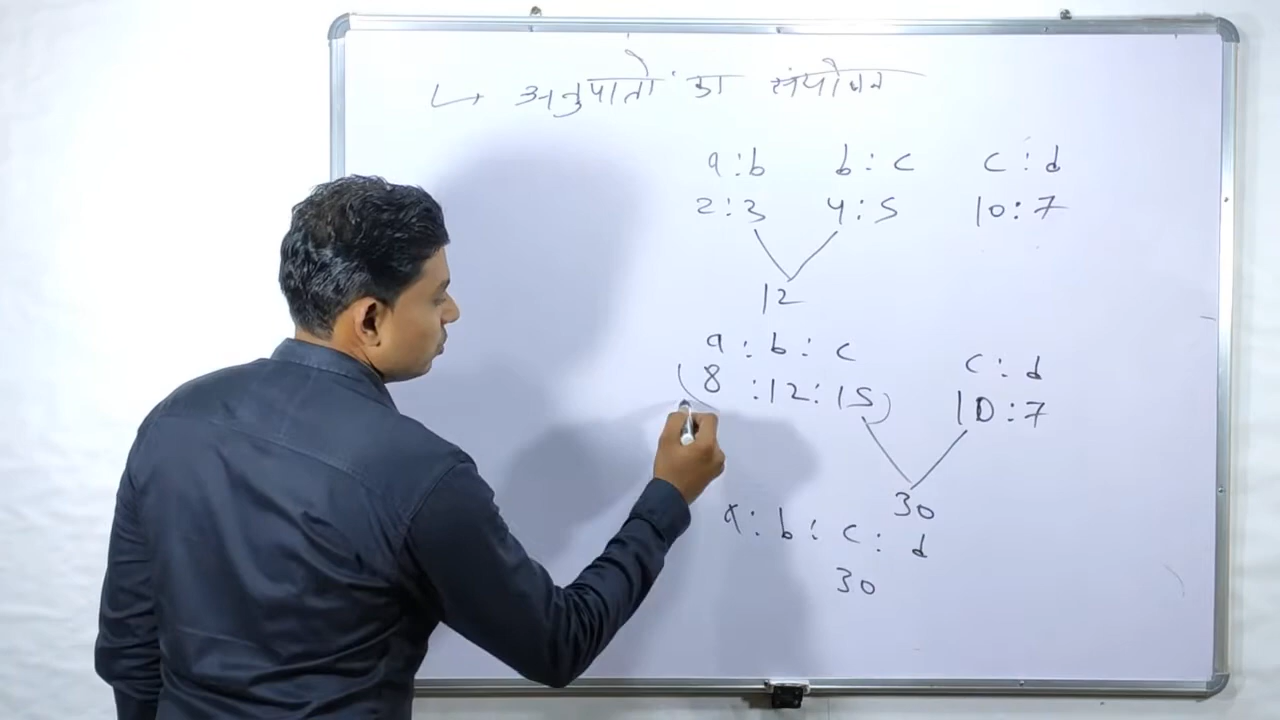 ↳ अनुपातो का संयोजन
a : b b : c c : d
2 : 3 4 : 5 10 : 7
12
a : b : c c : d
(8 : 12 : 15) 10 : 7
30
a : b : c : d
30